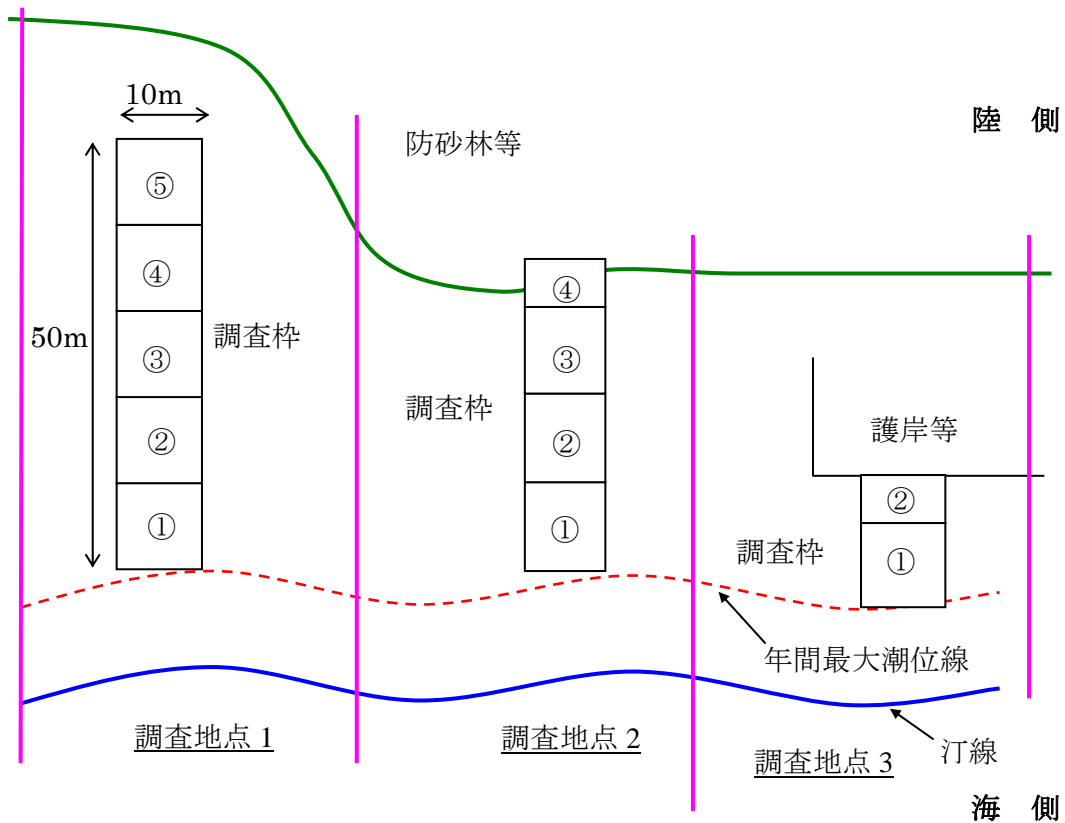 10m
陸 側
防砂林等
⑤
④
④
50m
調査枠
③
③
調査枠
護岸等
②
②
②
①
①
調査枠
①
年間最大潮位線
調査地点 1
調査地点 2
調査地点 3
汀線
海 側